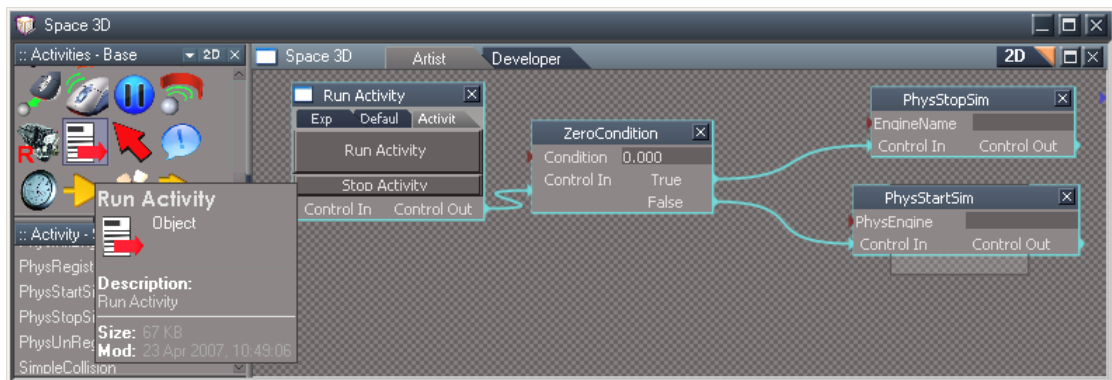 Space 3D
:: Activities - Base
2D
Space 3D
Artist
Developer
2D
Run Activity
Exp
Defaul
Activit
Run Activity
Stop Activity
Control In
Control Out
ZeroCondition
Condition
0.000
Control In
True
False
PhysStopSim
EngineName
Control In
Control Out
PhysStartSim
PhysEngine
Control In
Control Out
R
Run Activity
Object
Description:
Run Activity
Size: 67 KB
Mod: 23 Apr 2007, 10:49:06
:: Activity -
PhysRegist
PhysStartSi
PhysStopSi
PhysUnReg
SimpleCollision